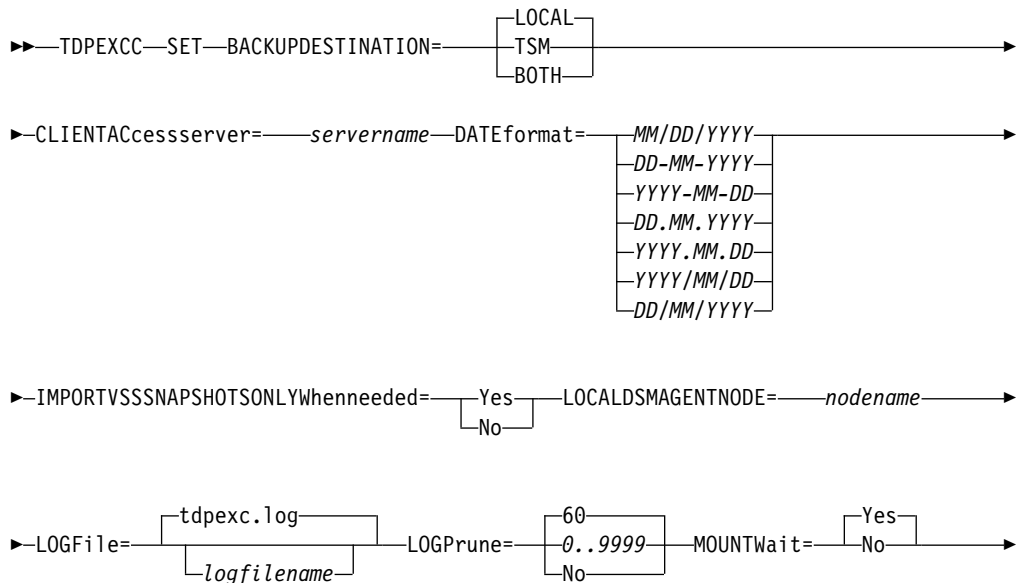 LOCAL
TDPEXCC SET BACKUPDESTINATION= TSM
BOTH
CLIENTACcessserver= servername DATEformat= MM/DD/YYYY
DD-MM-YYYY
YYYY-MM-DD
DD.MM.YYYY
YYYY.MM.DD
YYYY/MM/DD
DD/MM/YYYY
IMPORTVSSSNAPSHOTSONLYWhenneeded= Yes LOCALDSMAGENTNODE= nodename
No
tdpexc.log 60 Yes
LOGFile= LOGPrune= 0..9999 MOUNTWait= No
logfilename No